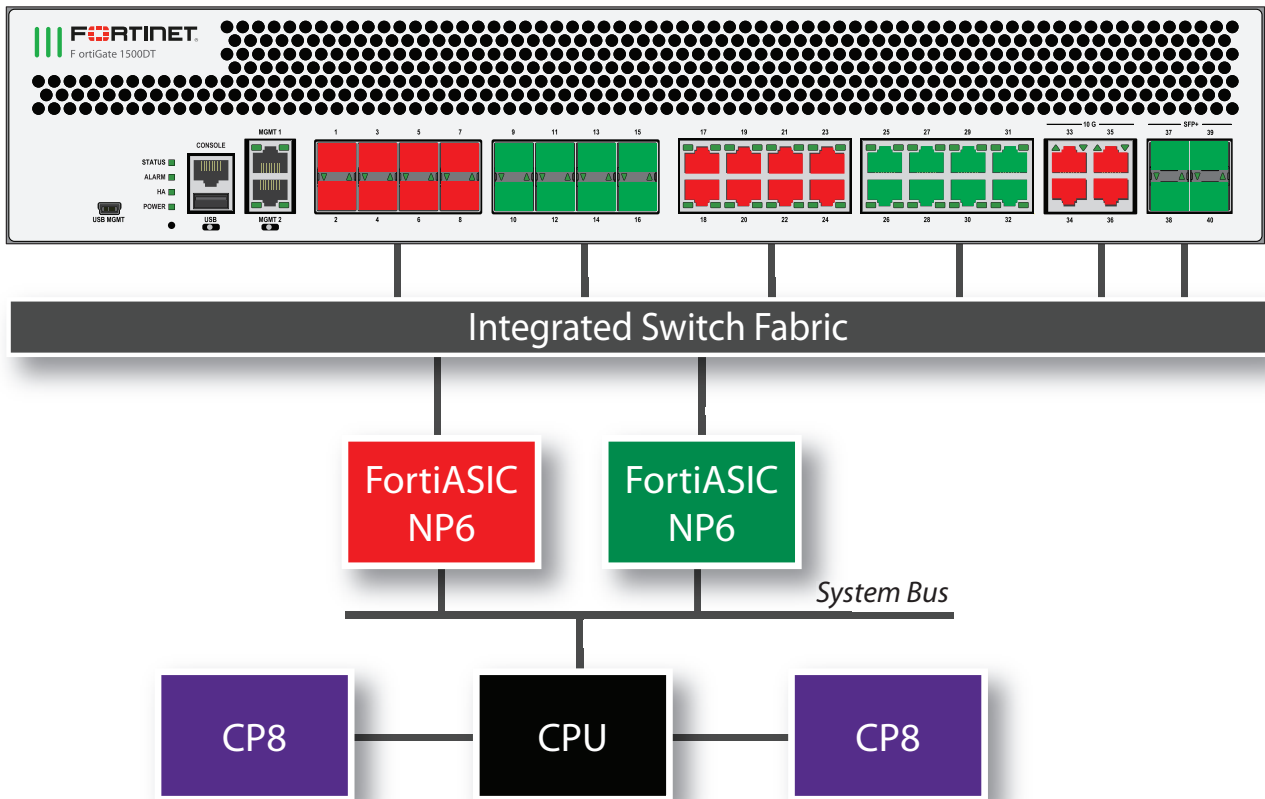 FORTINET
F ortiGate 1500DT
MGMT 1 1 3 5 7 9 11 13 15 17 19 21 23 25 27 29 31 10 G 33 35 SFP+ 37 39
CONSOLE
STATUS
ALARM
HA
POWER
USB MGMT
USB MGMT 2 2 4 6 8 10 12 14 16 18 20 22 24 26 28 30 32 34 36 38 40
Integrated Switch Fabric
FortiASIC
NP6
FortiASIC
NP6
System Bus
CP8
CPU
CP8